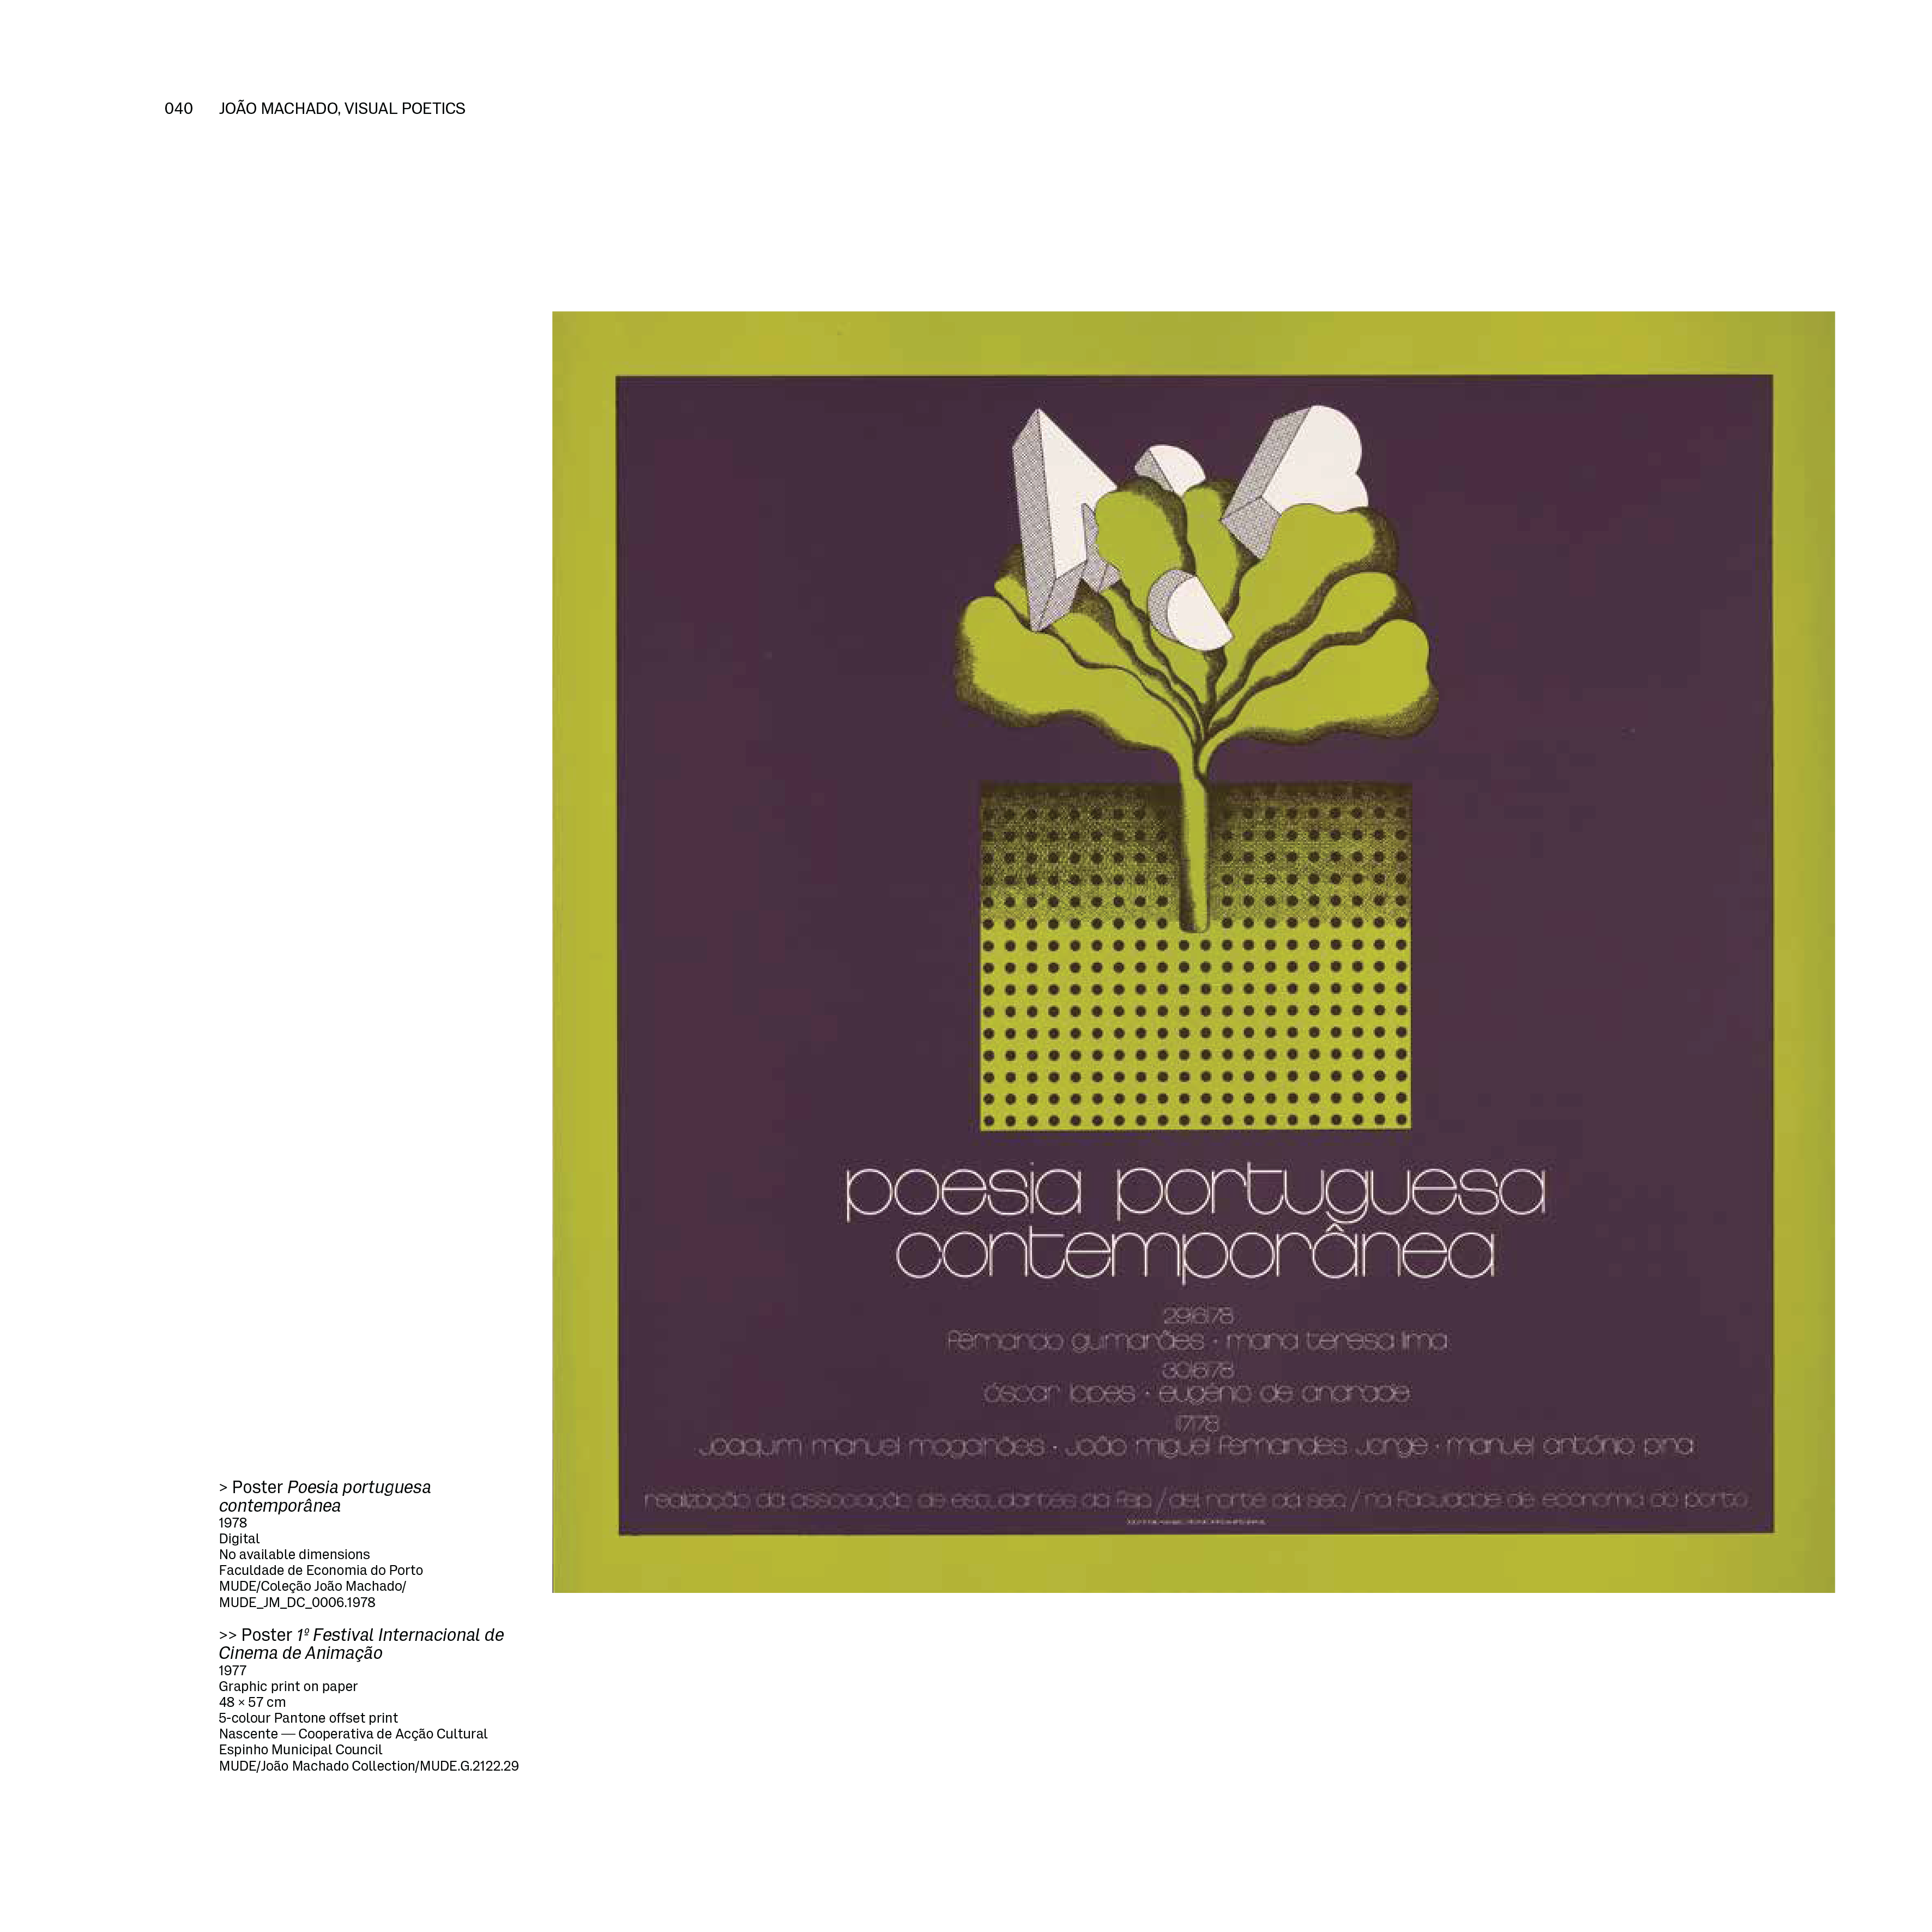 040 JOÃO MACHADO, VISUAL POETICS
poesia portuguesa
contemporânea
29|6|78
fernando guimarães · maria teresa lima
30|6|78
óscar lopes · eugénio de andrade
1|7|78
joaquim manuel magalhães · joão miguel fernandes jorge · manuel antónio pina
realização da associação de estudantes da fep / del norte da sec / na faculdade de economia do porto
> Poster Poesia portuguesa
contemporânea
1978
Digital
No available dimensions
Faculdade de Economia do Porto
MUDE/Coleção João Machado/
MUDE_JM_DC_0006.1978
>> Poster 1º Festival Internacional de
Cinema de Animação
1977
Graphic print on paper
48 × 57 cm
5-colour Pantone offset print
Nascente — Cooperativa de Acção Cultural
Espinho Municipal Council
MUDE/João Machado Collection/MUDE.G.2122.29